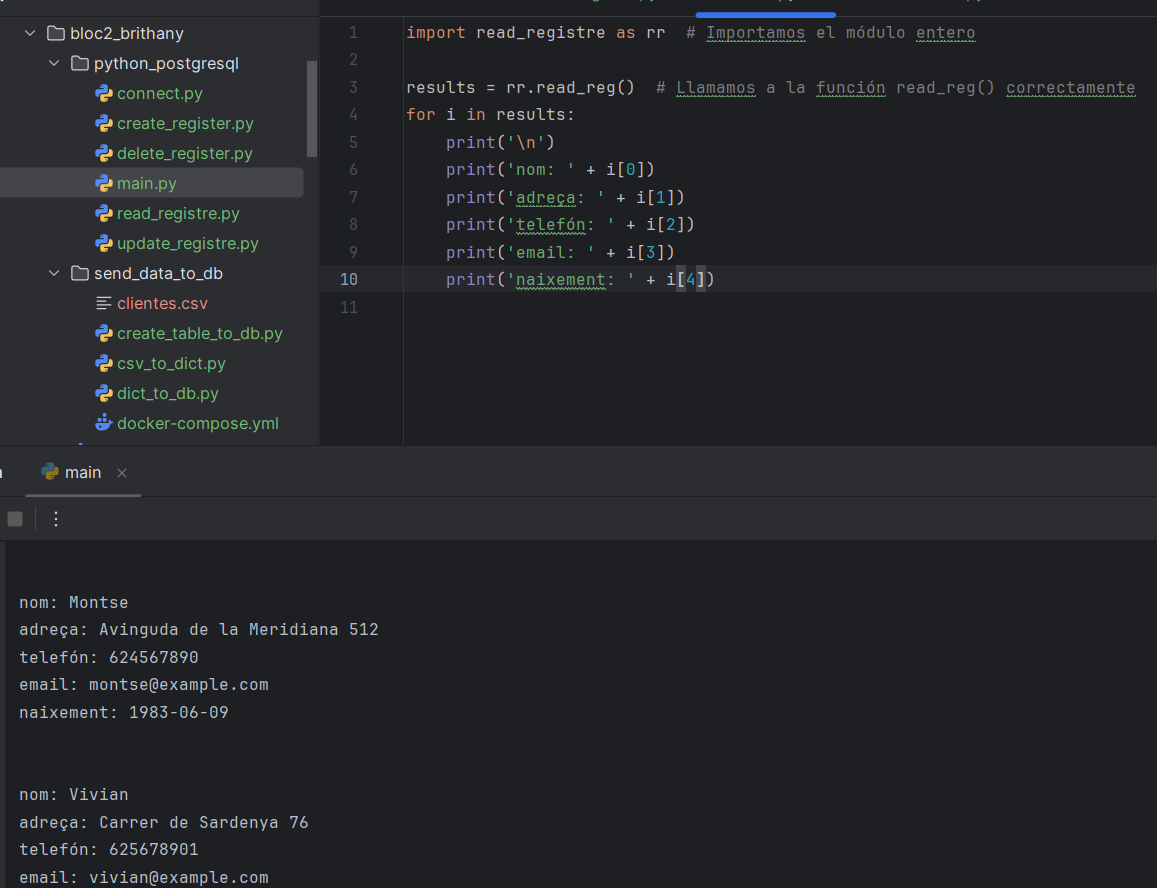 bloc2_brithany
python_postgresql
connect.py
create_register.py
delete_register.py
main.py
read_registre.py
update_registre.py
send_data_to_db
clientes.csv
create_table_to_db.py
csv_to_dict.py
dict_to_db.py
docker-compose.yml
1 import read_registre as rr  # Importamos el módulo entero
2
3 results = rr.read_reg()  # Llamamos a la función read_reg() correctamente
4 for i in results:
5     print('\n')
6     print('nom: ' + i[0])
7     print('adreça: ' + i[1])
8     print('telefón: ' + i[2])
9     print('email: ' + i[3])
10     print('naixement: ' + i[4])
11
main
nom: Montse
adreça: Avinguda de la Meridiana 512
telefón: 624567890
email: montse@example.com
naixement: 1983-06-09
nom: Vivian
adreça: Carrer de Sardenya 76
telefón: 625678901
email: vivian@example.com